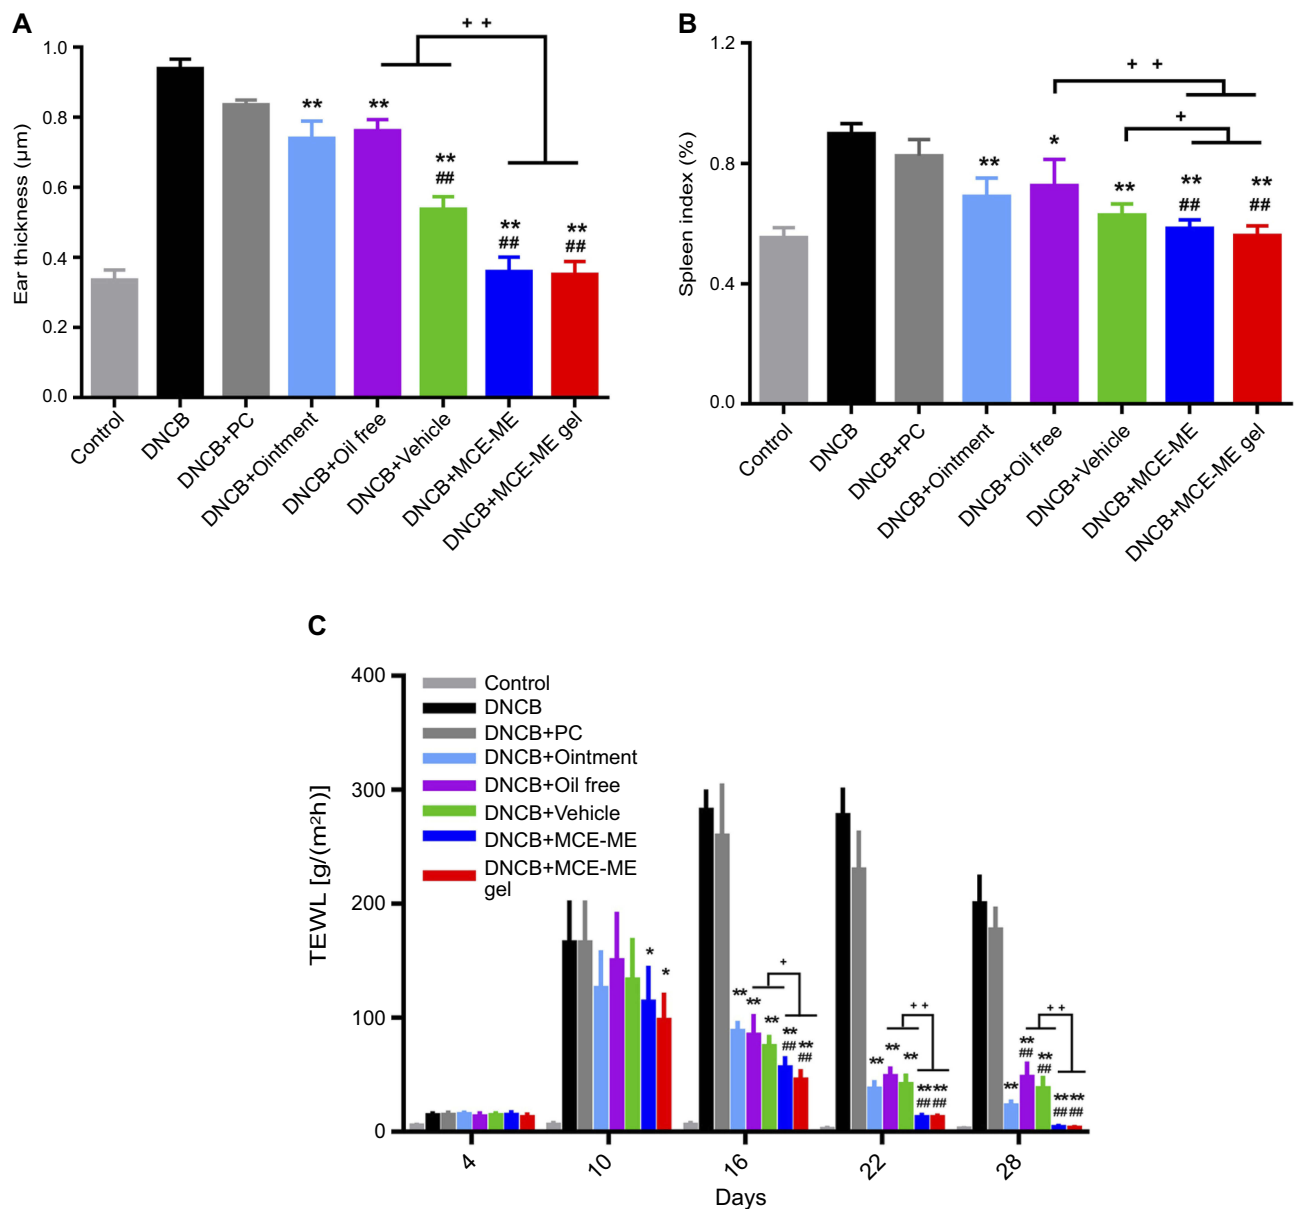 A
+ +
1.0
0.8
0.6
0.4
0.2
0.0
Ear thickness (µm)
** **
**
##
**
##
**
##
Control
DNCB
DNCB+PC
DNCB+Ointment
DNCB+Oil free
DNCB+Vehicle
DNCB+MCE-ME
DNCB+MCE-ME gel
B
1.2
0.8
0.4
0.0
Spleen index (%)
+ +
+
**
*
**
**
##
**
##
Control
DNCB
DNCB+PC
DNCB+Ointment
DNCB+Oil free
DNCB+Vehicle
DNCB+MCE-ME
DNCB+MCE-ME gel
C
400
300
200
100
0
TEWL [g/(m²h)]
Control
DNCB
DNCB+PC
DNCB+Ointment
DNCB+Oil free
DNCB+Vehicle
DNCB+MCE-ME
DNCB+MCE-ME
gel
*
*
+
**
**
**
**
##
**
##
+ +
**
**
**
** **
## ##
+ +
**
**
##
**
##
** **
## ##
4
10
16
22
28
Days